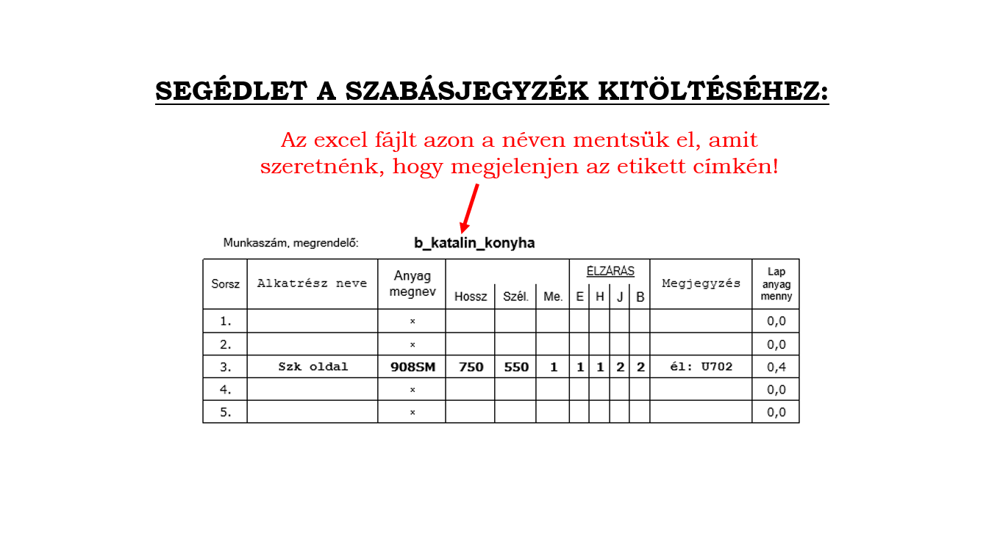 SEGÉDLET A SZABÁSJEGYZÉK KITÖLTÉSÉHEZ:
Az excel fájlt azon a néven mentsük el, amit
szeretnénk, hogy megjelenjen az etikett címkén!
Munkaszám, megrendelő: b_katalin_konyha
Sorsz Alkatrész neve Anyag megnev Hossz Szél. Me. ÉLZÁRÁS E H J B Megjegyzés Lap anyag menny
1. x 0,0
2. x 0,0
3. Szk oldal 908SM 750 550 1 1 1 2 2 él: U702 0,4
4. x 0,0
5. x 0,0